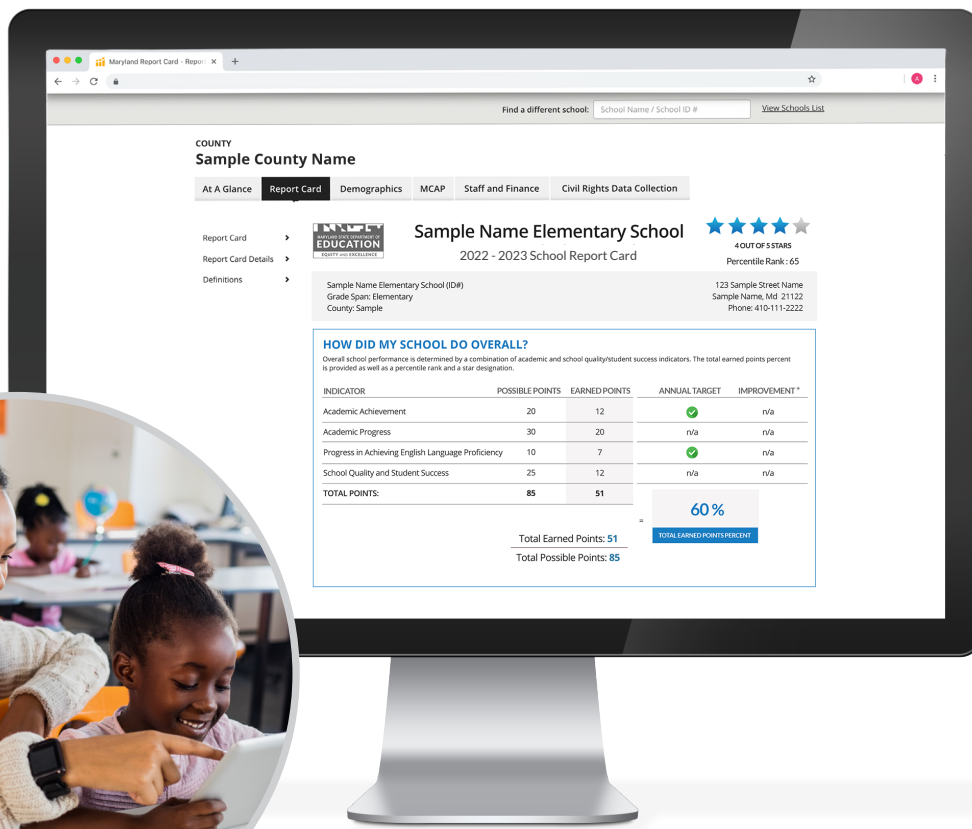 Maryland Report Card - Repor
Find a different school: School Name / School ID # View Schools List
COUNTY
Sample County Name
At A Glance Report Card Demographics MCAP Staff and Finance Civil Rights Data Collection
Report Card
Report Card Details
Definitions
MARYLAND STATE DEPARTMENT OF
EDUCATION
EQUITY AND EXCELLENCE
Sample Name Elementary School
2022 - 2023 School Report Card
4 OUT OF 5 STARS
Percentile Rank : 65
Sample Name Elementary School (ID#)
Grade Span: Elementary
County: Sample
123 Sample Street Name
Sample Name, Md 21122
Phone: 410-111-2222
HOW DID MY SCHOOL DO OVERALL?
Overall school performance is determined by a combination of academic and school quality/student success indicators. The total earned points percent
is provided as well as a percentile rank and a star designation.
INDICATOR POSSIBLE POINTS EARNED POINTS ANNUAL TARGET IMPROVEMENT *
Academic Achievement 20 12 n/a
Academic Progress 30 20 n/a n/a
Progress in Achieving English Language Proficiency 10 7 n/a
School Quality and Student Success 25 12 n/a n/a
TOTAL POINTS: 85 51
Total Earned Points: 51
Total Possible Points: 85
=
60 %
TOTAL EARNED POINTS PERCENT
A